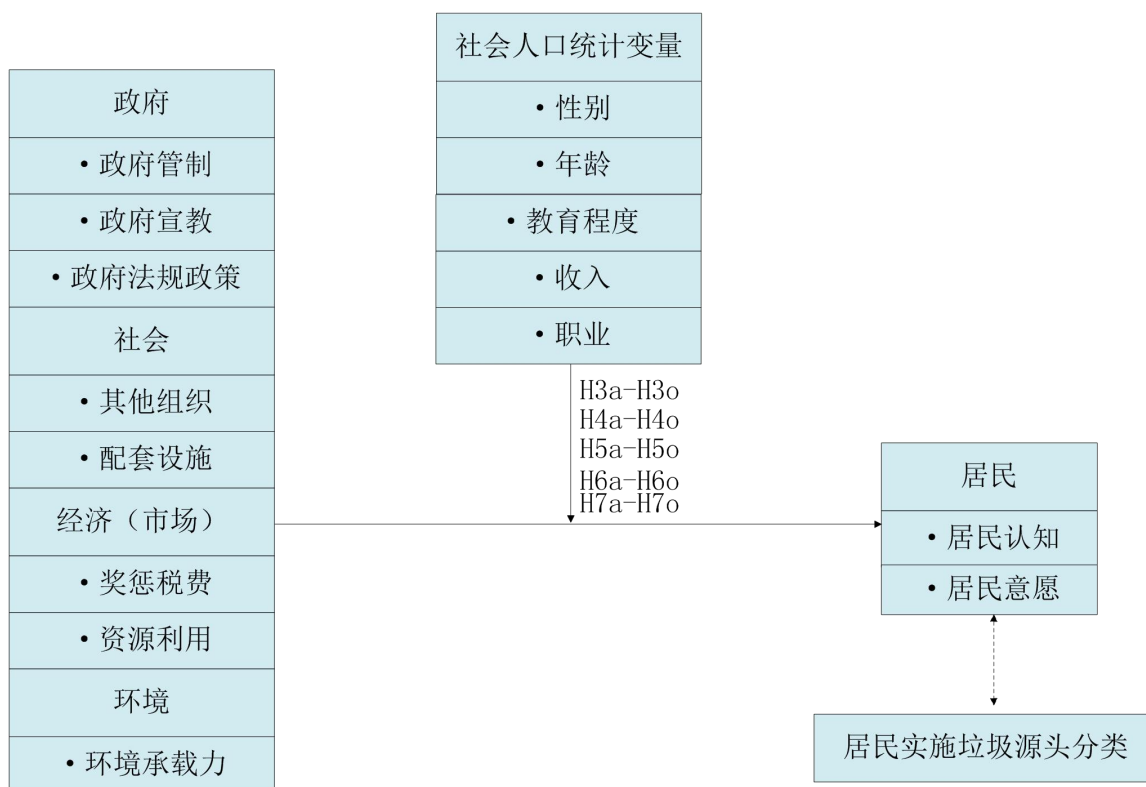 政府
•政府管制
•政府宣教
•政府法规政策
社会
•其他组织
•配套设施
经济（市场）
•奖惩税费
•资源利用
环境
•环境承载力
社会人口统计变量
•性别
•年龄
•教育程度
•收入
•职业
H3a-H3o
H4a-H4o
H5a-H5o
H6a-H6o
H7a-H7o
居民
•居民认知
•居民意愿
居民实施垃圾源头分类